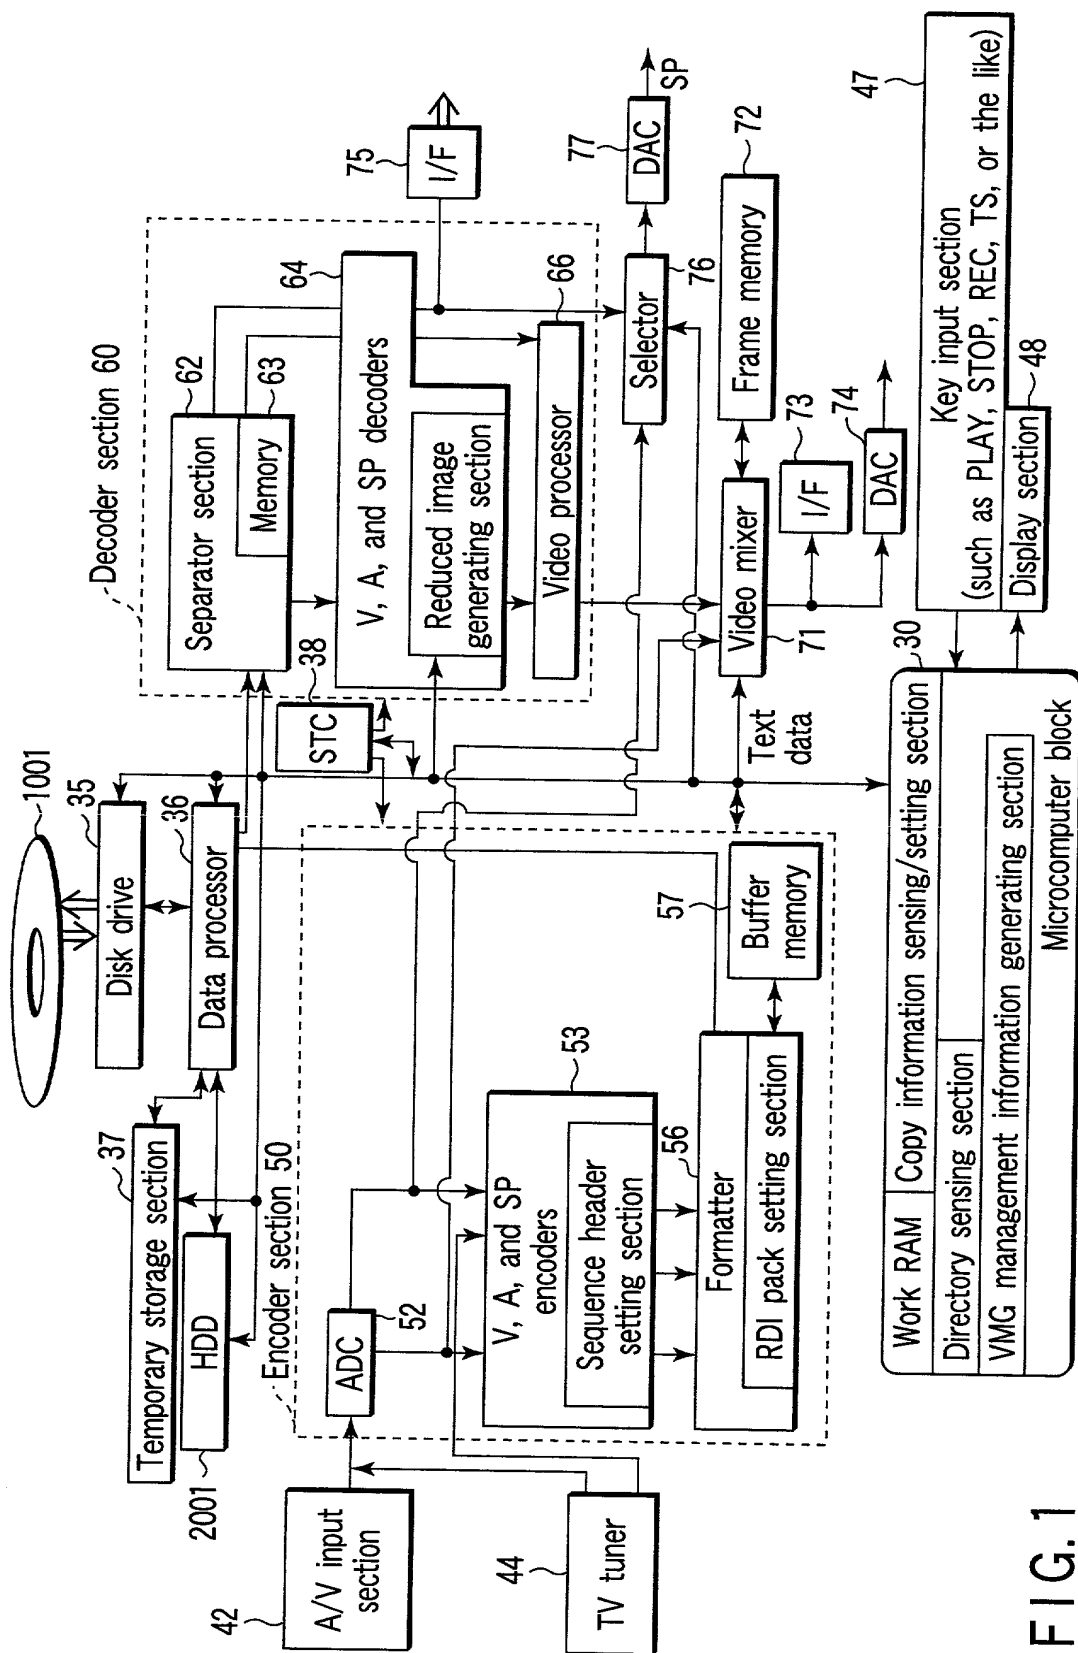 1001
35
Disk drive
36
Data processor
37
Temporary storage section
HDD
2001
Decoder section 60
62
Separator section
63
Memory
64
V, A, and SP decoders
Reduced image
generating section
66
Video processor
75
I/F
38
STC
Selector
76
77
DAC
SP
72
Frame memory
Video mixer
71
73
I/F
74
DAC
Text
data
Encoder section 50
ADC
52
53
V, A, and SP
encoders
Sequence header
setting section
56
Formatter
RDI pack setting section
57
Buffer
memory
42
A/V input
section
44
TV tuner
47
Key input section
(such as PLAY, STOP, REC, TS, or the like)
48
Display section
30
Work RAM
Copy information sensing/setting section
Directory sensing section
VMG management information generating section
Microcomputer block
FIG. 1